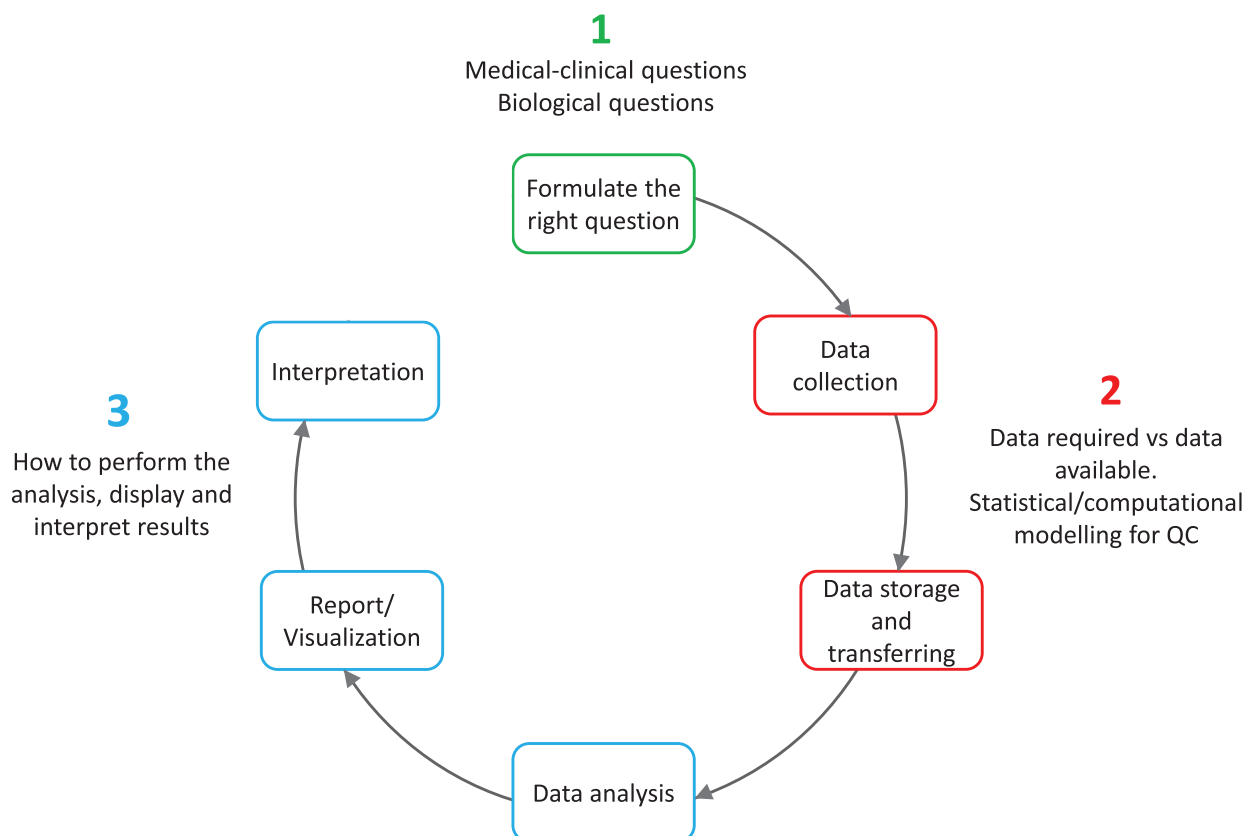 1
Medical-clinical questions
Biological questions
Formulate the
right question
Data
collection
2
Data required vs data
available.
Statistical/computational
modelling for QC
Data storage
and
transferring
Data analysis
Report/
Visualization
Interpretation
3
How to perform the
analysis, display and
interpret results